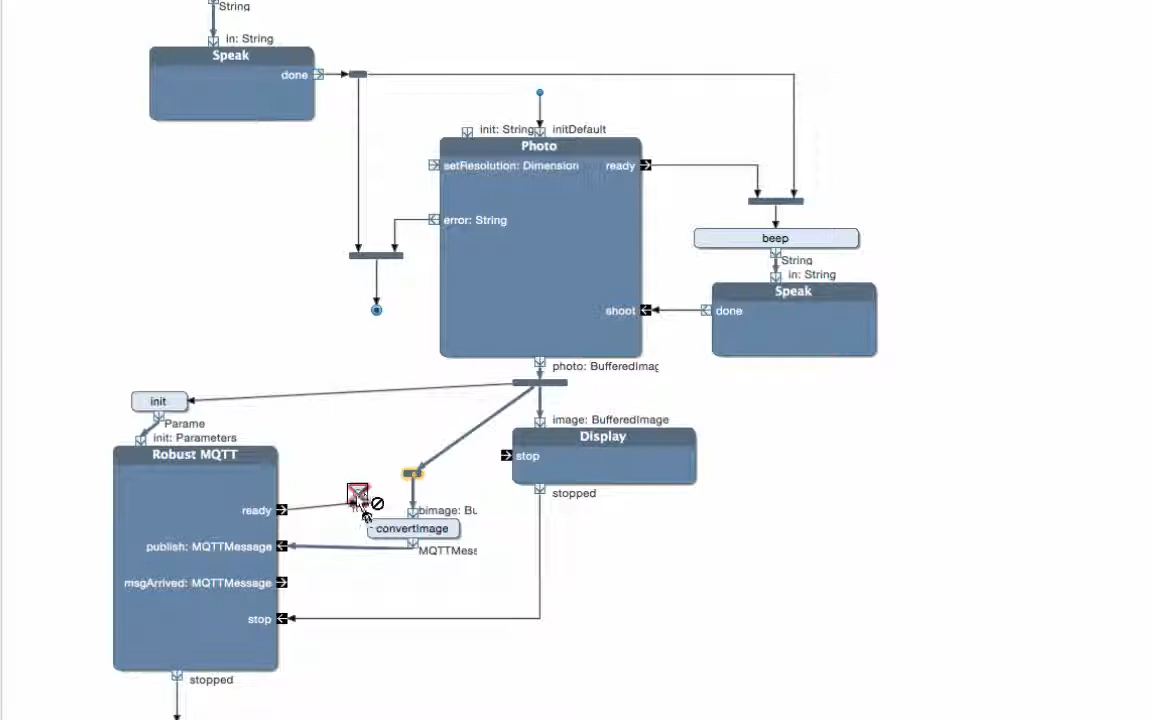 String
in: String
Speak
done
init: String
initDefault
Photo
setResolution: Dimension
ready
error: String
beep
String
in: String
Speak
shoot
done
photo: BufferedImag
init
Parame
init: Parameters
image: BufferedImage
Display
Robust MQTT
stop
stopped
ready
bimage: Bu
convertImage
publish: MQTTMessage
MQTTMess
msgArrived: MQTTMessage
stop
stopped